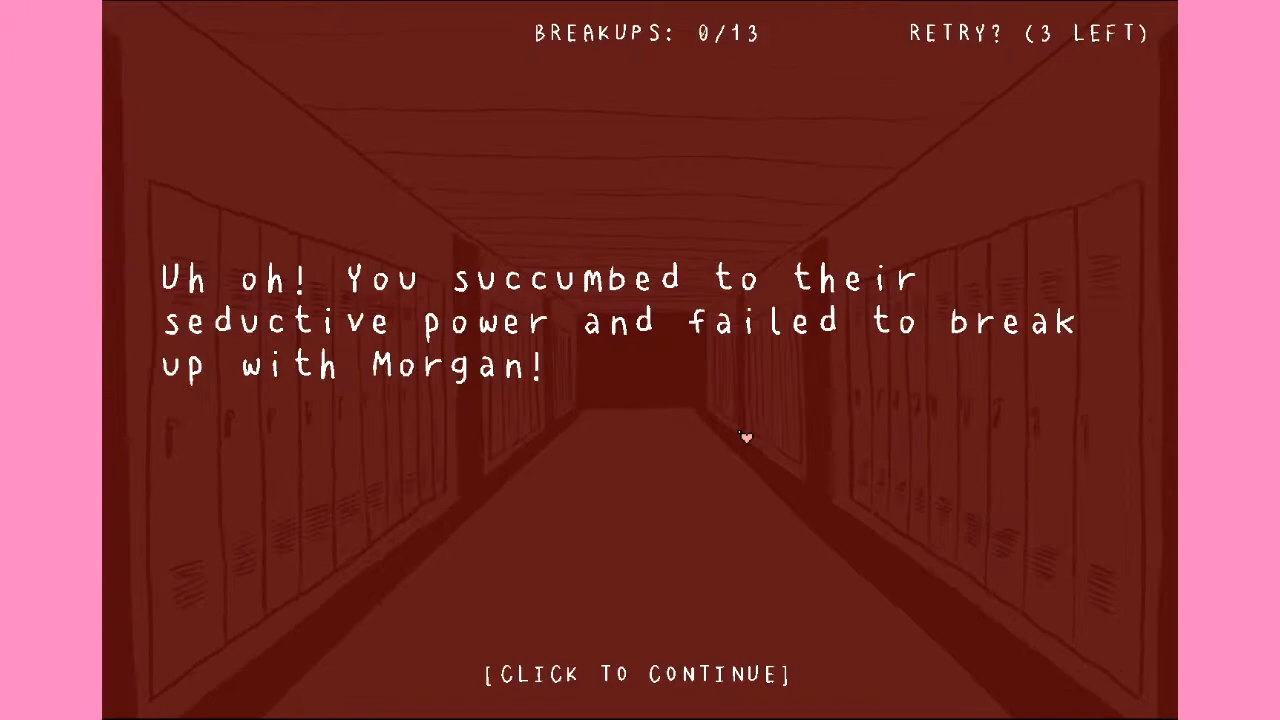 BREAKUPS: 0/13
RETRY? (3 LEFT)
Uh oh! You succumbed to their
seductive power and failed to break
up with Morgan!
[CLICK TO CONTINUE]